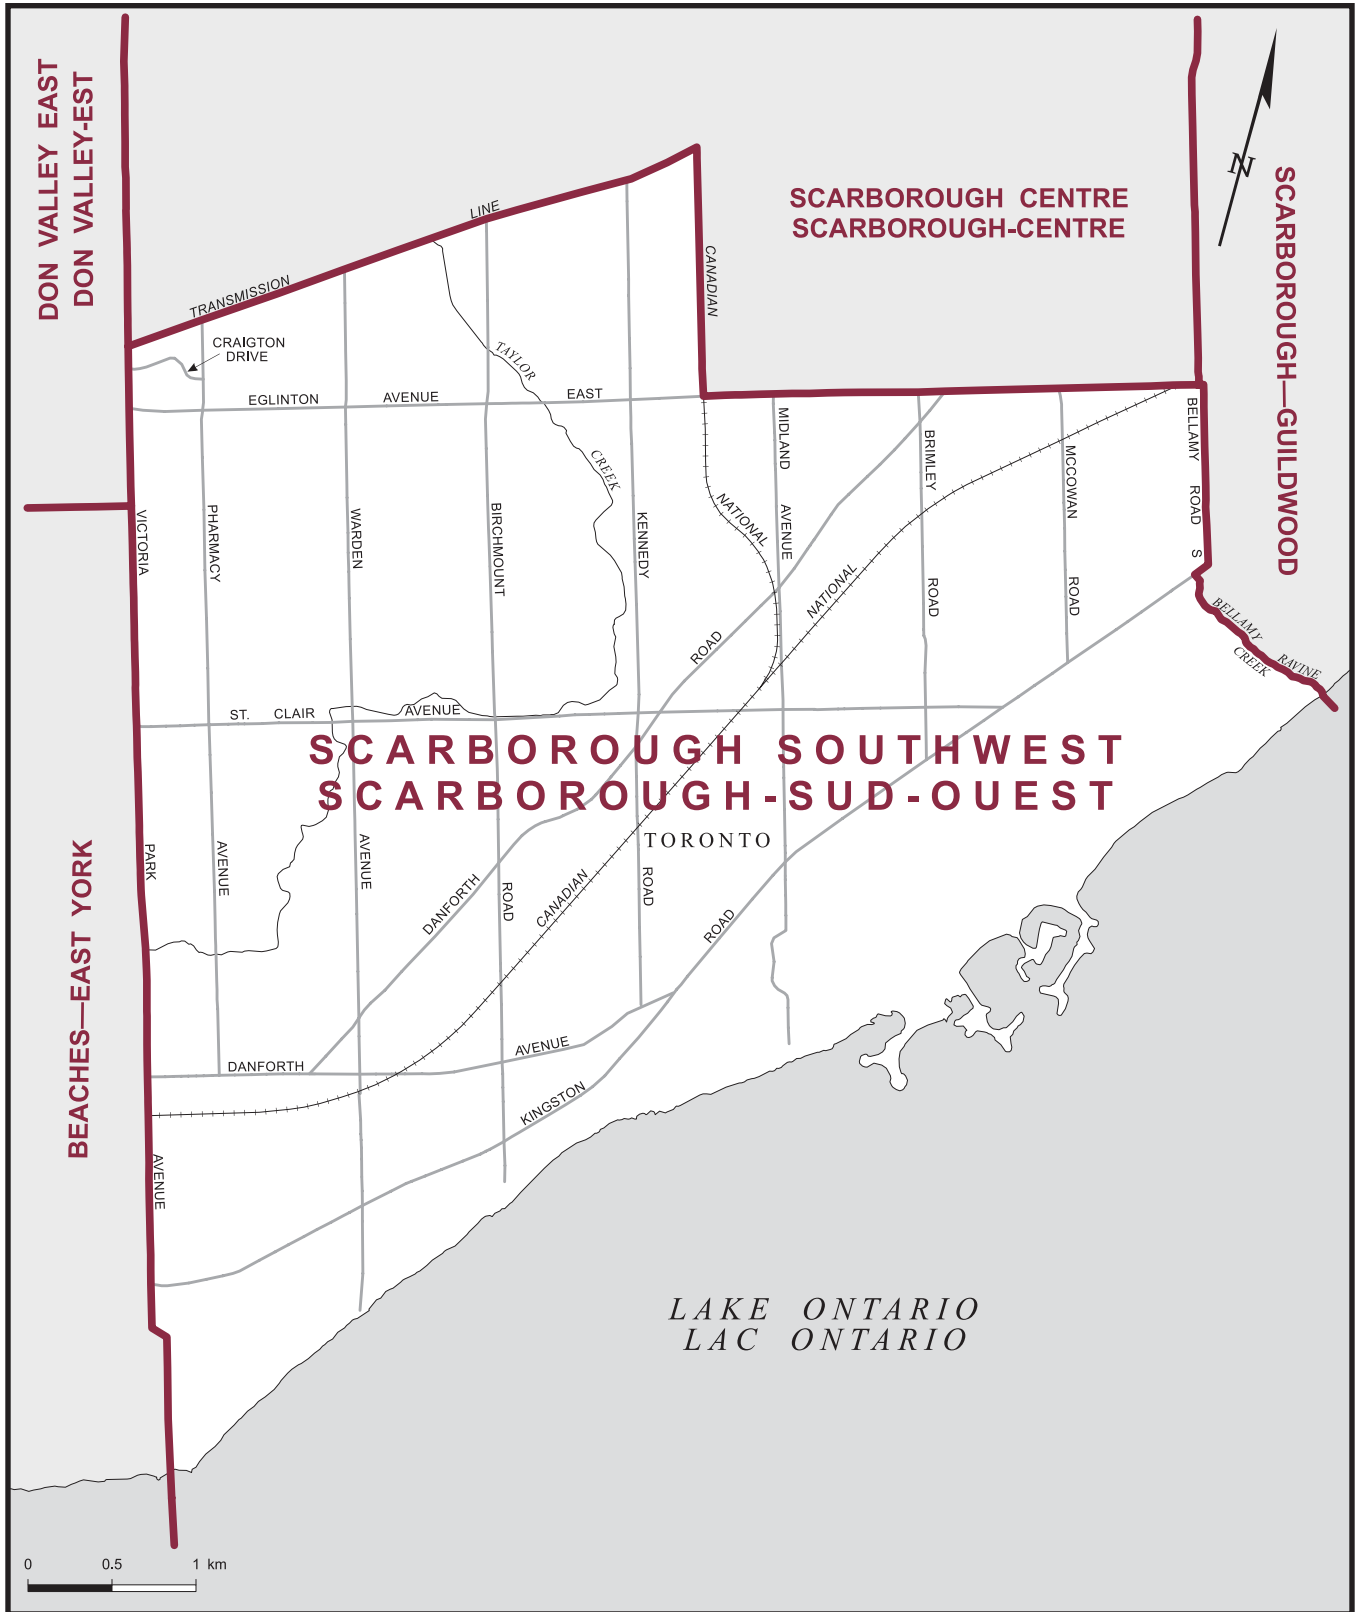 DON VALLEY EAST
DON VALLEY-EST
SCARBOROUGH CENTRE
SCARBOROUGH-CENTRE
N
SCARBOROUGH—GUILDWOOD
TRANSMISSION
LINE
CANADIAN
CRAIGTON
DRIVE
TAYLOR
CREEK
EGLINTON
AVENUE
EAST
MIDLAND
AVENUE
BRIMLEY
ROAD
MCCOWAN
ROAD
BELLAMY
ROAD
S
NATIONAL
NATIONAL
VICTORIA
PHARMACY
WARDEN
BIRCHMOUNT
KENNEDY
BELLAMY
RAVINE
CREEK
ROAD
ST.
CLAIR
AVENUE
SCARBOROUGH SOUTHWEST
SCARBOROUGH-SUD-OUEST
TORONTO
PARK
AVENUE
AVENUE
DANFORTH
ROAD
CANADIAN
ROAD
ROAD
BEACHES—EAST YORK
DANFORTH
AVENUE
KINGSTON
AVENUE
LAKE ONTARIO
LAC ONTARIO
0 0.5 1 km